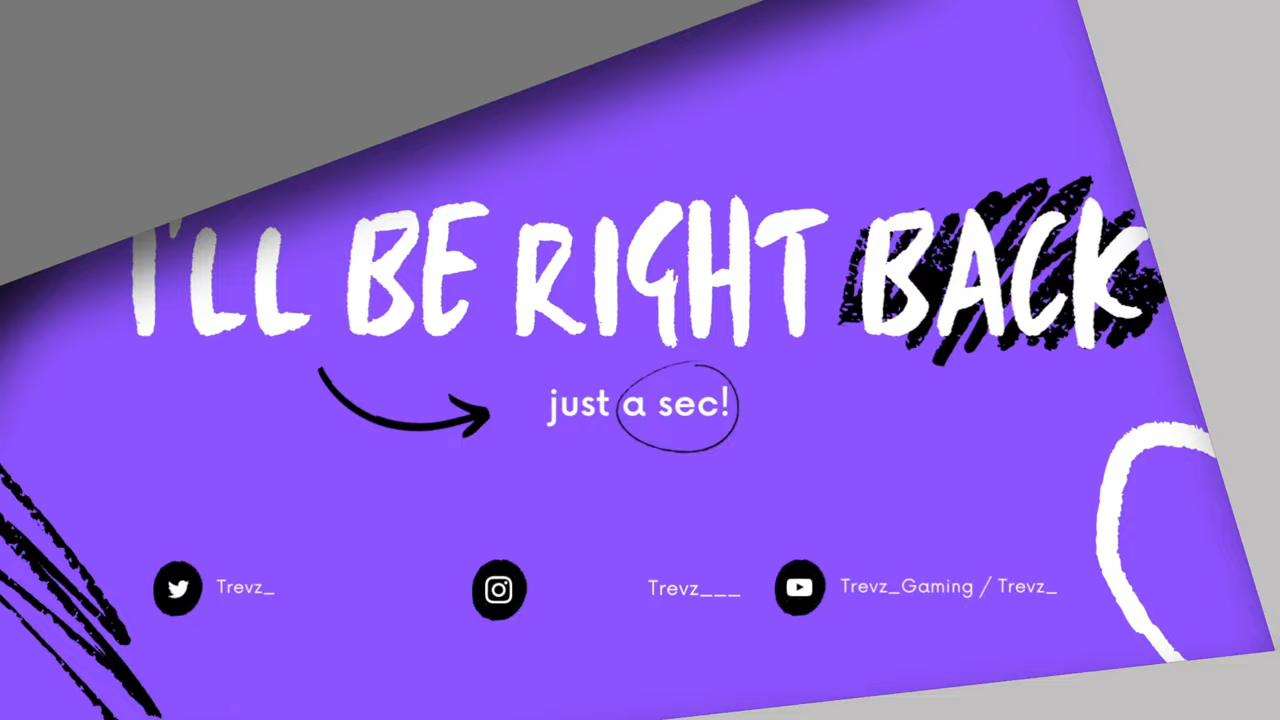 I'LL BE RIGHT BACK
just a sec!
Trevz_
Trevz___
Trevz_Gaming / Trevz_